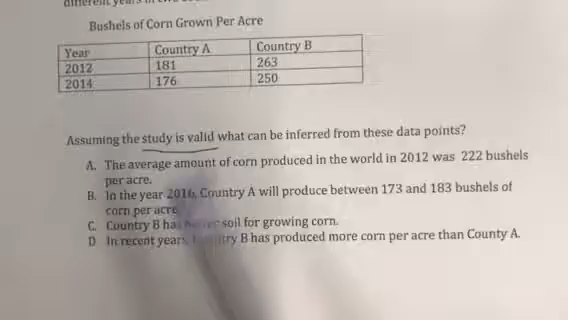 different years in
Bushels of Corn Grown Per Acre
Year Country A Country B
2012 181 263
2014 176 250
Assuming the study is valid what can be inferred from these data points?
A. The average amount of corn produced in the world in 2012 was 222 bushels
per acre.
B. In the year 2016, Country A will produce between 173 and 183 bushels of
corn per acre
C. Country B has soil for growing corn.
D In recent years, Country B has produced more corn per acre than County A.